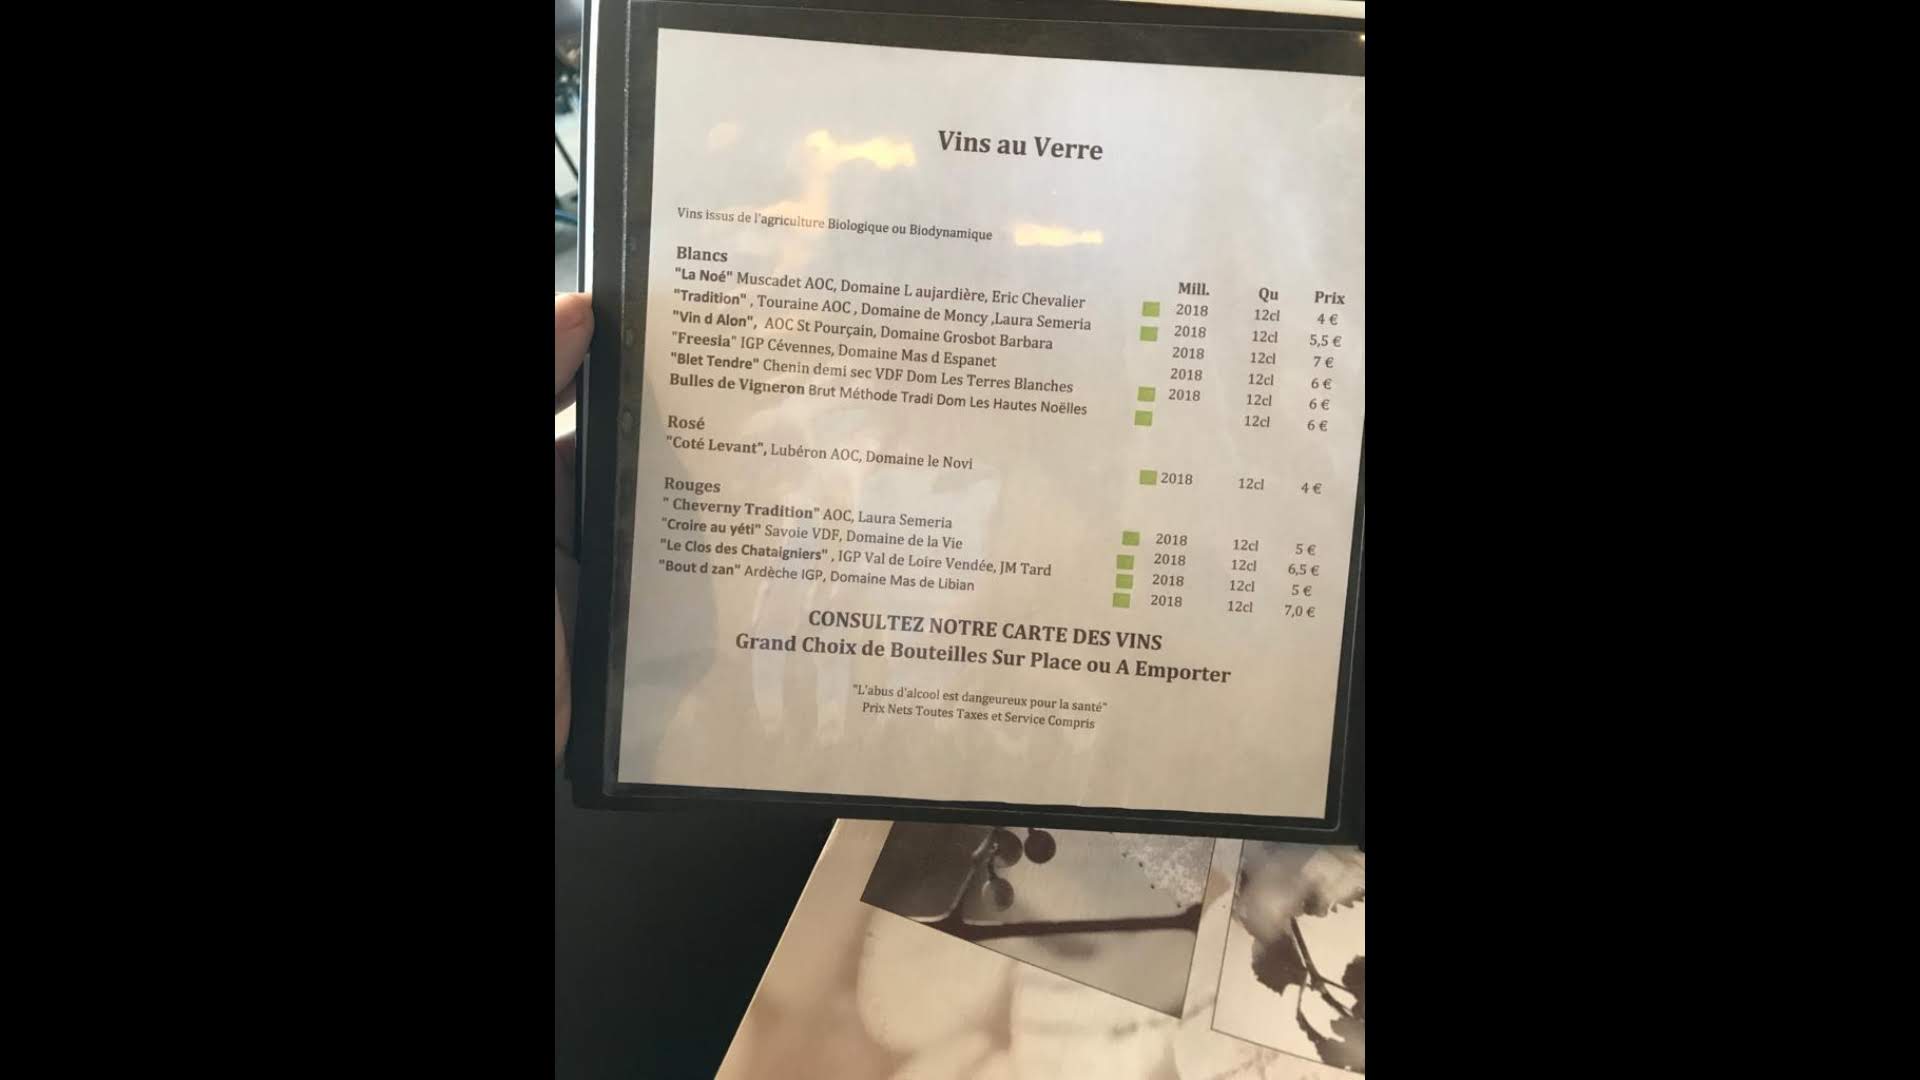 Vins au Verre
Vins issus de l'agriculture Biologique ou Biodynamique
Blancs Mill. Qu Prix
"La Noé" Muscadet AOC, Domaine L aujardière, Eric Chevalier 2018 12cl 4 €
"Tradition" , Touraine AOC , Domaine de Moncy ,Laura Semeria 2018 12cl 5,5 €
"Vin d Alon", AOC St Pourçain, Domaine Grosbot Barbara 2018 12cl 7 €
"Freesia" IGP Cévennes, Domaine Mas d Espanet 2018 12cl 6 €
"Blet Tendre" Chenin demi sec VDF Dom Les Terres Blanches 2018 12cl 6 €
Bulles de Vigneron Brut Méthode Tradi Dom Les Hautes Noëlles 12cl 6 €
Rosé
"Coté Levant", Lubéron AOC, Domaine le Novi 2018 12cl 4 €
Rouges
" Cheverny Tradition" AOC, Laura Semeria 2018 12cl 5 €
"Croire au yéti" Savoie VDF, Domaine de la Vie 2018 12cl 6,5 €
"Le Clos des Chataigniers" , IGP Val de Loire Vendée, JM Tard 2018 12cl 5 €
"Bout d zan" Ardèche IGP, Domaine Mas de Libian 2018 12cl 7,0 €
CONSULTEZ NOTRE CARTE DES VINS
Grand Choix de Bouteilles Sur Place ou A Emporter
"L'abus d'alcool est dangeureux pour la santé"
Prix Nets Toutes Taxes et Service Compris